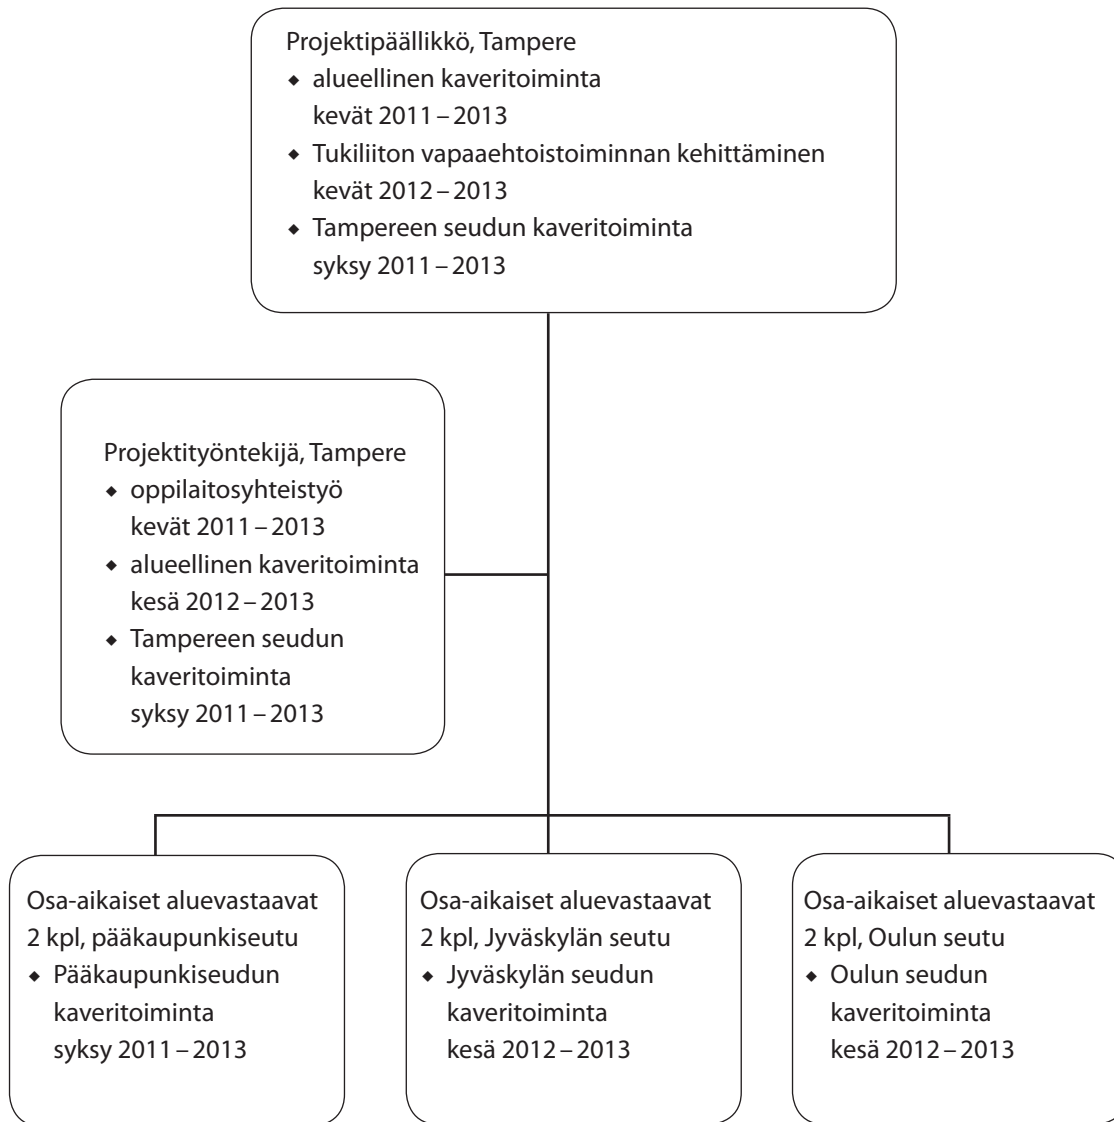 Projektipäällikkö, Tampere
◆ alueellinen kaveritoiminta
kevät 2011 – 2013
◆ Tukiliiton vapaaehtoistoiminnan kehittäminen
kevät 2012 – 2013
◆ Tampereen seudun kaveritoiminta
syksy 2011 – 2013
Projektityöntekijä, Tampere
◆ oppilaitosyhteistyö
kevät 2011 – 2013
◆ alueellinen kaveritoiminta
kesä 2012 – 2013
◆ Tampereen seudun
kaveritoiminta
syksy 2011 – 2013
Osa-aikaiset aluevastaavat
2 kpl, pääkaupunkiseutu
◆ Pääkaupunkiseudun
kaveritoiminta
syksy 2011 – 2013
Osa-aikaiset aluevastaavat
2 kpl, Jyväskylän seutu
◆ Jyväskylän seudun
kaveritoiminta
kesä 2012 – 2013
Osa-aikaiset aluevastaavat
2 kpl, Oulun seutu
◆ Oulun seudun
kaveritoiminta
kesä 2012 – 2013